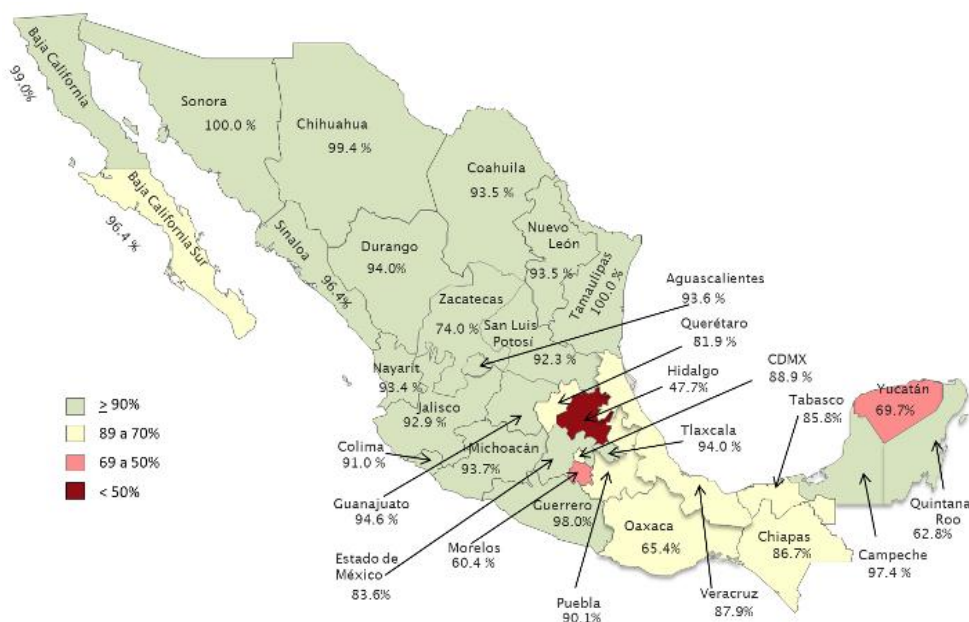 Baja California
99.0%
Sonora
100.0 %
Chihuahua
99.4 %
Coahuila
93.5 %
Baja California Sur
96.4 %
Sinaloa
96.4%
Durango
94.0%
Nuevo
León
93.5 %
Tamaulipas
100.0 %
Zacatecas
74.0 %
San Luis
Potosí
92.3 %
Aguascalientes
93.6 %
Querétaro
81.9 %
Hidalgo
47.7%
CDMX
88.9 %
Nayarit
93.4 %
Jalisco
92.9 %
Tlaxcala
94.0 %
Tabasco
85.8%
Yucatán
69.7%
≥ 90%
89 a 70%
69 a 50%
< 50%
Colima
91.0 %
Michoacán
93.7%
Guanajuato
94.6 %
Guerrero
98.0%
Estado de
México
83.6%
Morelos
60.4 %
Oaxaca
65.4%
Puebla
90.1%
Veracruz
87.9%
Chiapas
86.7%
Campeche
97.4 %
Quintana
Roo
62.8%